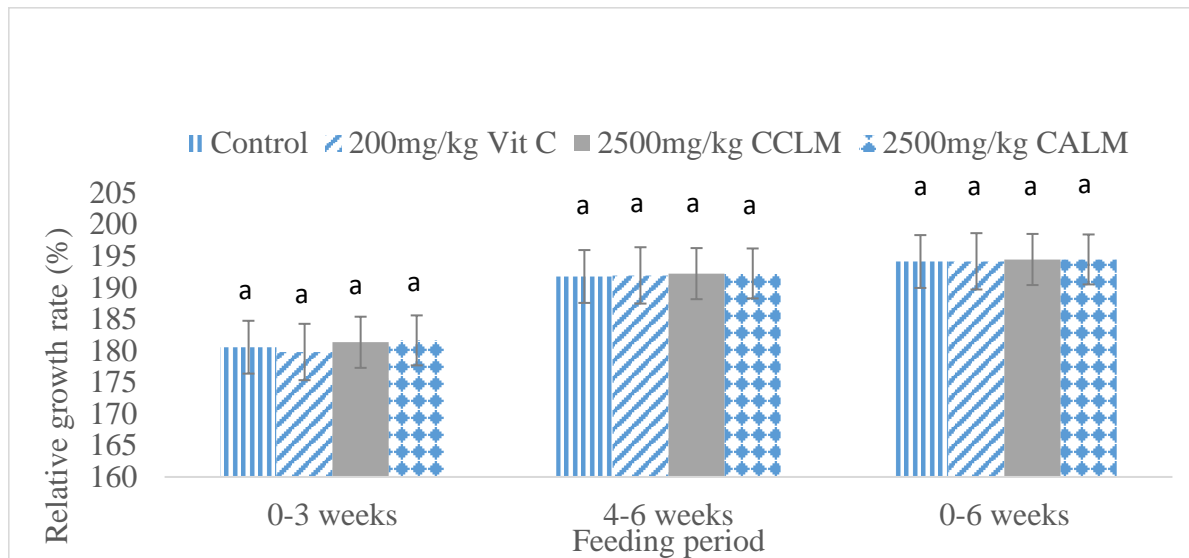 Control 200mg/kg Vit C 2500mg/kg CCLM 2500mg/kg CALM
Relative growth rate (%)
205
200
195
190
185
180
175
170
165
160
a a a a
a a a a
a a a a
0-3 weeks 4-6 weeks 0-6 weeks
Feeding period